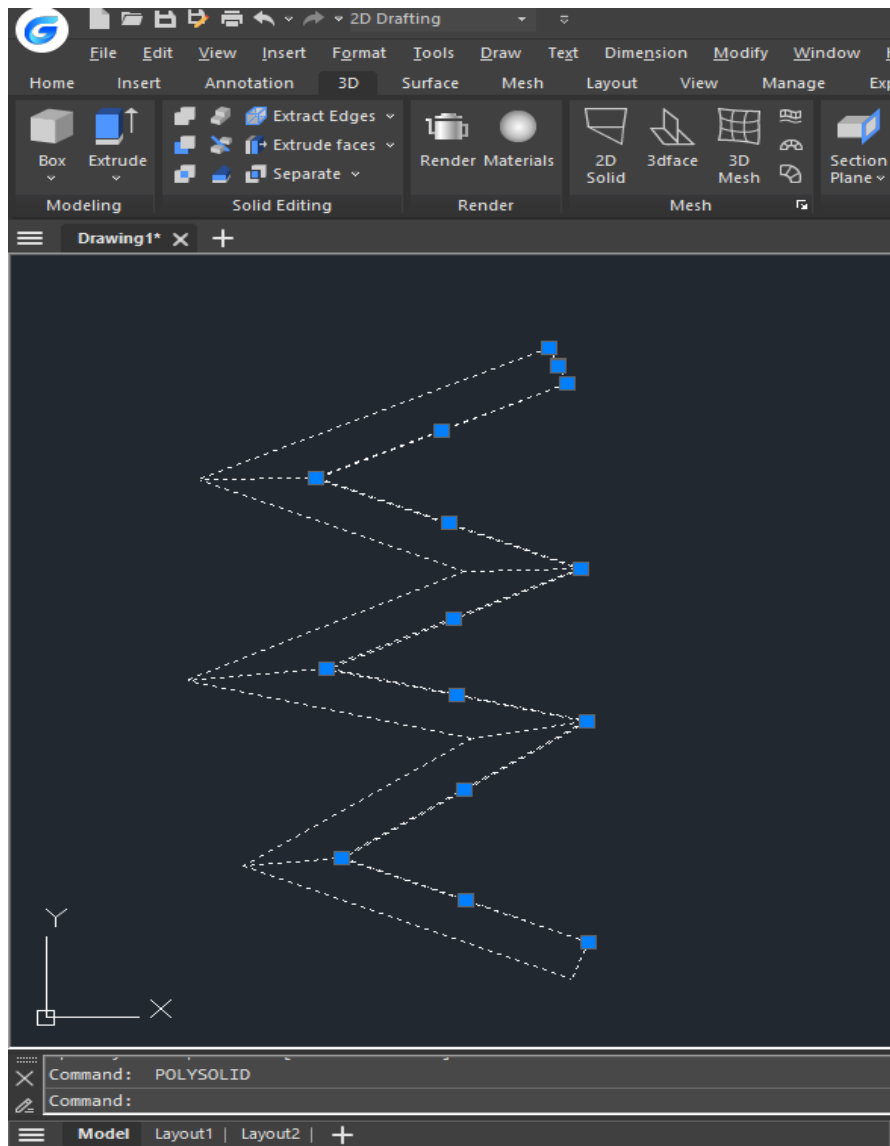 2D Drafting
File Edit View Insert Format Tools Draw Text Dimension Modify Window
Home Insert Annotation 3D Surface Mesh Layout View Manage Exp
Extract Edges
Extrude faces
Separate
Box Extrude Render Materials 2D Solid 3dface 3D Mesh Section Plane
Modeling Solid Editing Render Mesh
Drawing1*
Y
X
Command: POLYSOLID
Command:
Model Layout1 | Layout2 |